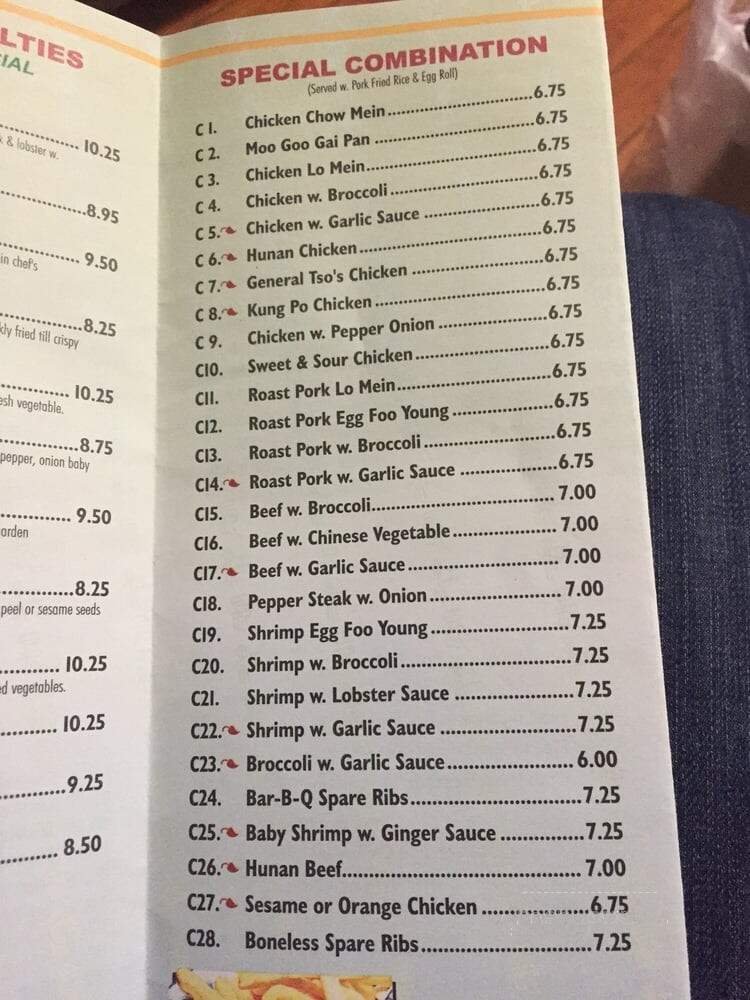 LTIES
IAL
............ 10.25
& lobster w.
............8.95
............ 9.50
in chef's
............8.25
kly fried till crispy
............ 10.25
esh vegetable.
............8.75
pepper, onion baby
............ 9.50
arden
............8.25
peel or sesame seeds
............ 10.25
ed vegetables.
............ 10.25
............9.25
............ 8.50
SPECIAL COMBINATION
(Served w. Pork Fried Rice & Egg Roll)
C 1. Chicken Chow Mein............6.75
C 2. Moo Goo Gai Pan ............6.75
C 3. Chicken Lo Mein............6.75
C 4. Chicken w. Broccoli............6.75
C 5. Chicken w. Garlic Sauce ............6.75
C 6. Hunan Chicken............6.75
C 7. General Tso's Chicken ............6.75
C 8. Kung Po Chicken ............6.75
C 9. Chicken w. Pepper Onion ............6.75
C10. Sweet & Sour Chicken............6.75
C11. Roast Pork Lo Mein............6.75
C12. Roast Pork Egg Foo Young ............6.75
C13. Roast Pork w. Broccoli ............6.75
C14. Roast Pork w. Garlic Sauce ............6.75
C15. Beef w. Broccoli............ 7.00
C16. Beef w. Chinese Vegetable............ 7.00
C17. Beef w. Garlic Sauce............ 7.00
C18. Pepper Steak w. Onion............ 7.00
C19. Shrimp Egg Foo Young............7.25
C20. Shrimp w. Broccoli............7.25
C21. Shrimp w. Lobster Sauce ............7.25
C22. Shrimp w. Garlic Sauce ............7.25
C23. Broccoli w. Garlic Sauce............ 6.00
C24. Bar-B-Q Spare Ribs............7.25
C25. Baby Shrimp w. Ginger Sauce ............7.25
C26. Hunan Beef............ 7.00
C27. Sesame or Orange Chicken ............6.75
C28. Boneless Spare Ribs............7.25